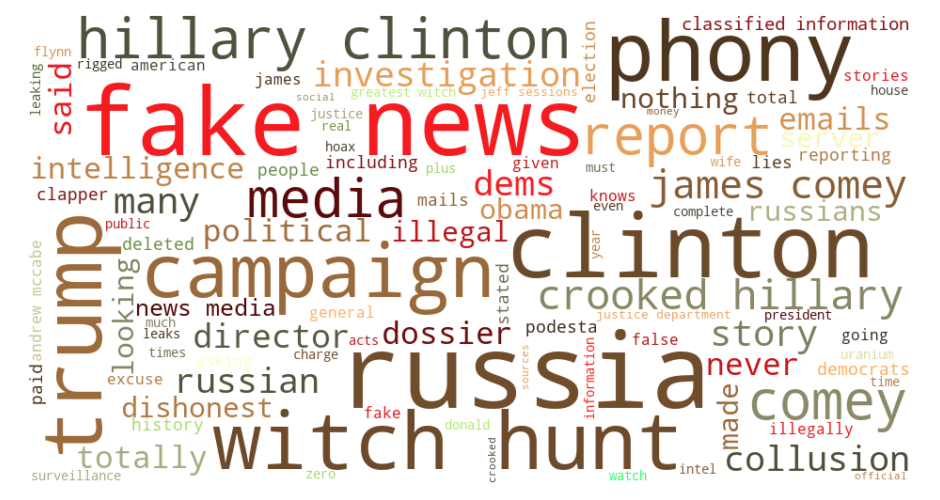 hillary clinton
phony
classified information
flynn
rigged
american
leaking
said
james
investigation
election
stories
house
social
greatest witch
jeff sessions
nothing
total
money
fake news
justice
real
report
emails
server
hoax
intelligence
people
including
plus
given
must
wife
lies
reporting
clapper
many
media
mails
dems
obama
knows
even
james comey
complete
russians
public
deleted
political
illegal
year
clinton
trump
andrew mccabe
looking
campaign
stated
crooked hillary
news media
general
justice department
president
paid
much
leaks
times
director
acts
dossier
podesta
false
story
going
asking
charge
russia
sources
information
never
uranium
democrats
time
excuse
russian
dishonest
fake
made
comey
history
donald
illegally
totally
witch hunt
crooked
collusion
surveillance
zero
watch
intel
official